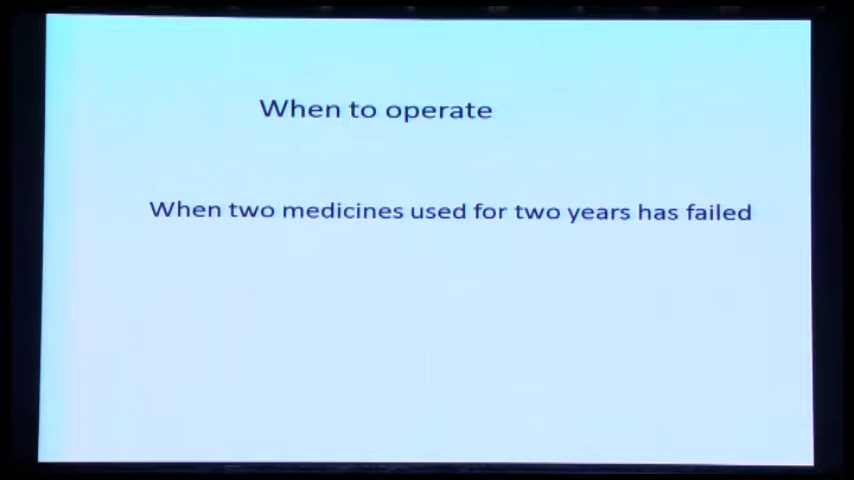 When to operate
When two medicines used for two years has failed